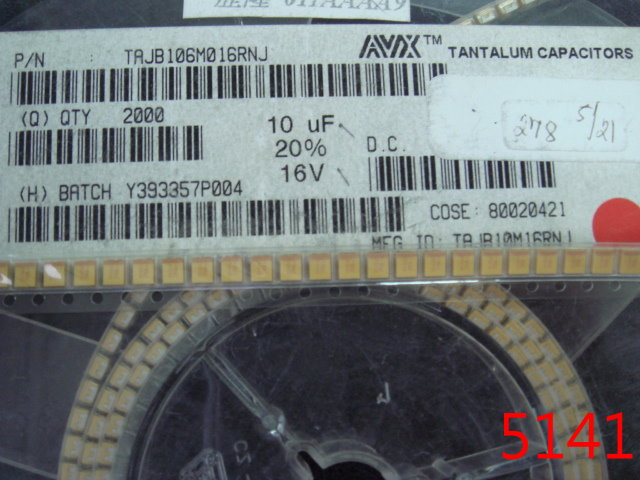 P/N : TAJB106M016RNJ
AVX™ TANTALUM CAPACITORS
(Q) QTY 2000
10 uF
20%
16V
D.C.
278 5/21
(H) BATCH Y393357P004
COSE: 80020421
MFG ID: TAJB10M16RNJ
5141